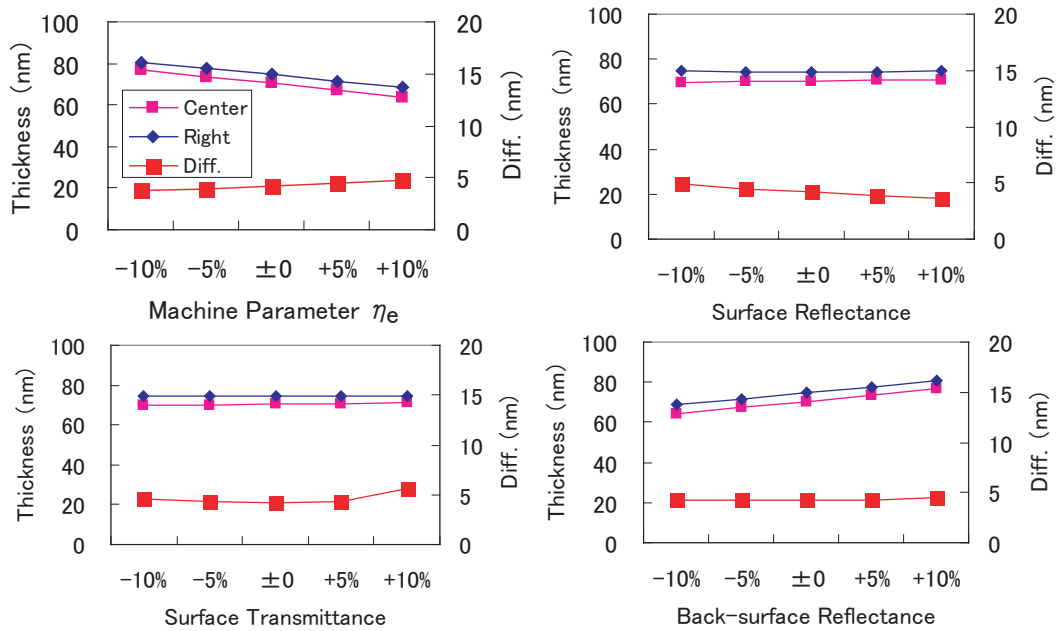 100
80
60
40
20
0
Thickness (nm)
Center
Right
Diff.
20
15
10
5
0
Diff. (nm)
−10% −5% ±0 +5% +10%
Machine Parameter ηe
100
80
60
40
20
0
Thickness (nm)
20
15
10
5
0
Diff. (nm)
−10% −5% ±0 +5% +10%
Surface Reflectance
100
80
60
40
20
0
Thickness (nm)
20
15
10
5
0
Diff. (nm)
−10% −5% ±0 +5% +10%
Surface Transmittance
100
80
60
40
20
0
Thickness (nm)
20
15
10
5
0
Diff. (nm)
−10% −5% ±0 +5% +10%
Back-surface Reflectance